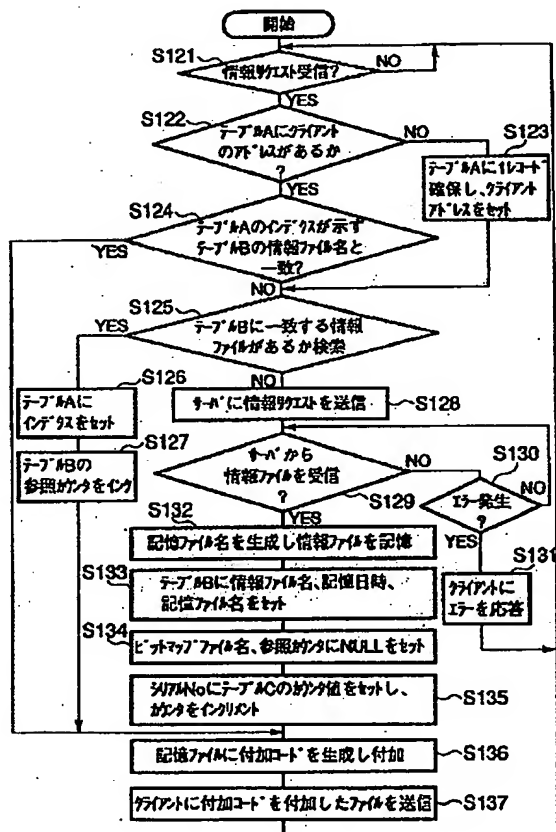 開始
S121
情報リクエスト受信?
NO
YES
S122
テーブルAにクライアント
のアドレスがあるか
?
NO
YES
S123
テーブルAに1レコード
確保し、クライアント
アドレスをセット
S124
テーブルAのインデクスが示す
テーブルBの情報ファイル名と
一致?
YES
NO
S125
テーブルBに一致する情報
ファイルがあるか検索
YES
NO
S126
テーブルAに
インデクスをセット
S127
テーブルBの
参照カウンタをインク
サーバに情報リクエストを送信
S128
サーバから
情報ファイルを受信
?
S129
NO
YES
S130
エラー発生
?
NO
YES
S131
クライアントに
エラーを応答
S132
記憶ファイル名を生成し情報ファイルを記憶
S133
テーブルBに情報ファイル名、記憶日時、
記憶ファイル名をセット
S134
ビットマップファイル名、参照カウンタにNULLをセット
シリアルNoにテーブルCのカウンタ値をセットし、
カウンタをインクリメント
S135
記憶ファイルに付加コードを生成し付加
S136
クライアントに付加コードを付加したファイルを送信
S137